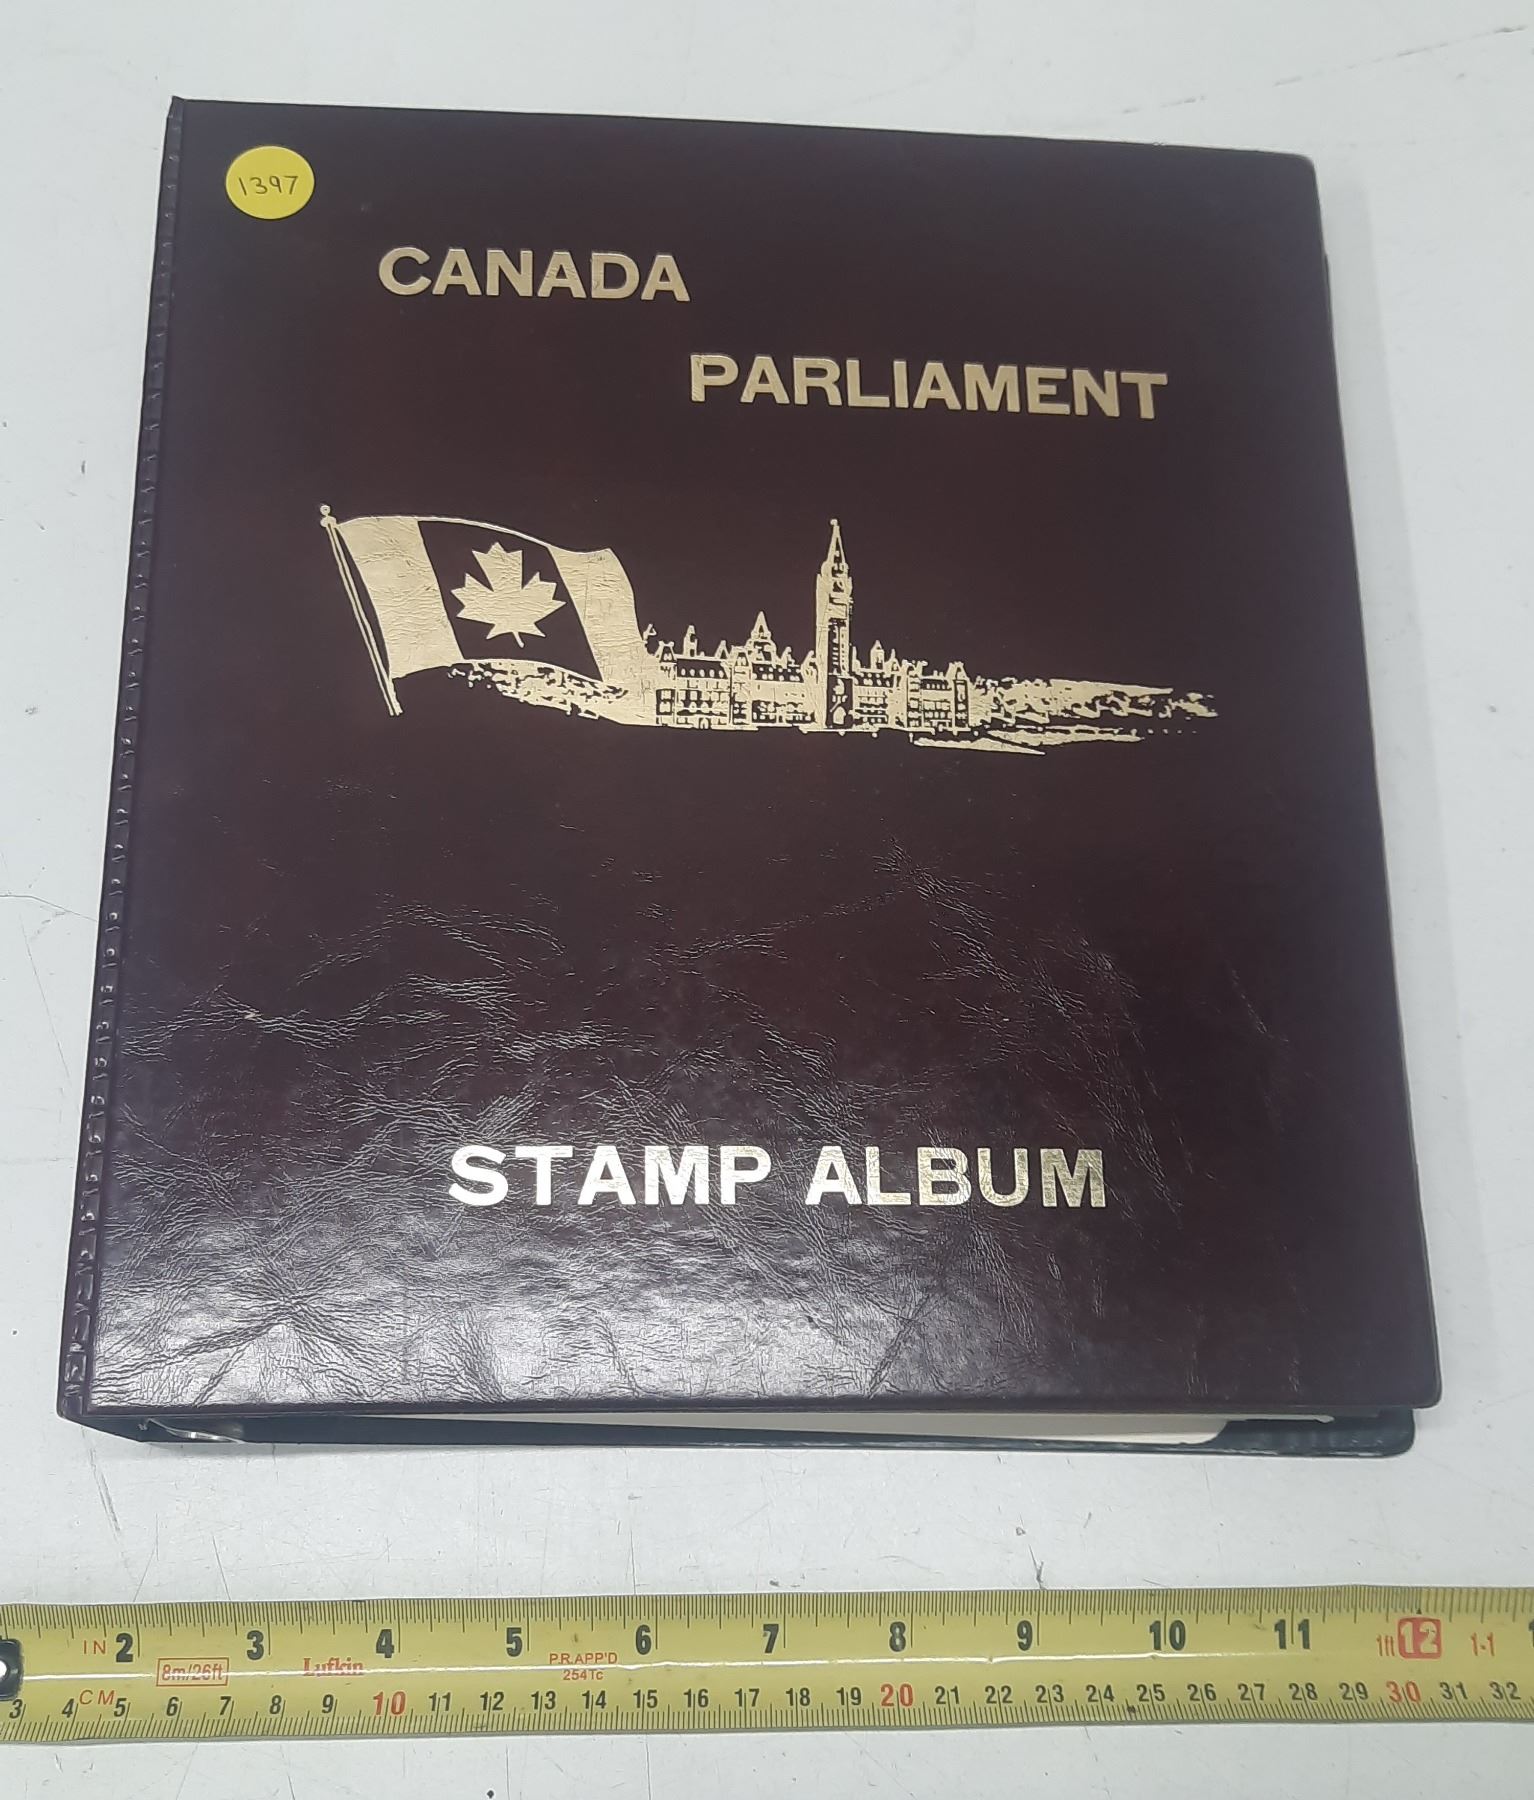 1397
CANADA
PARLIAMENT
STAMP ALBUM
IN 2 3 4 5 6 7 8 9 10 11 1ft 12 1-1
8m/26ft Lufkin P.R.APP'D
2541c
3 4 CM 5 6 7 8 9 10 11 12 13 14 15 16 17 18 19 20 21 22 23 24 25 26 27 28 29 30 31 32